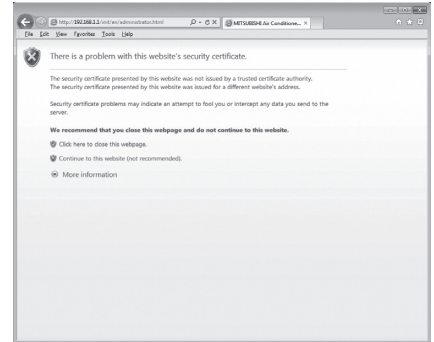 http://192.168.1.1/init/en/administrator.html
MITSUBISHI Air Conditione...
File Edit View Favorites Tools Help
There is a problem with this website's security certificate.
The security certificate presented by this website was not issued by a trusted certificate authority.
The security certificate presented by this website was issued for a different website's address.
Security certificate problems may indicate an attempt to fool you or intercept any data you send to the
server.
We recommend that you close this webpage and do not continue to this website.
Click here to close this webpage.
Continue to this website (not recommended).
More information